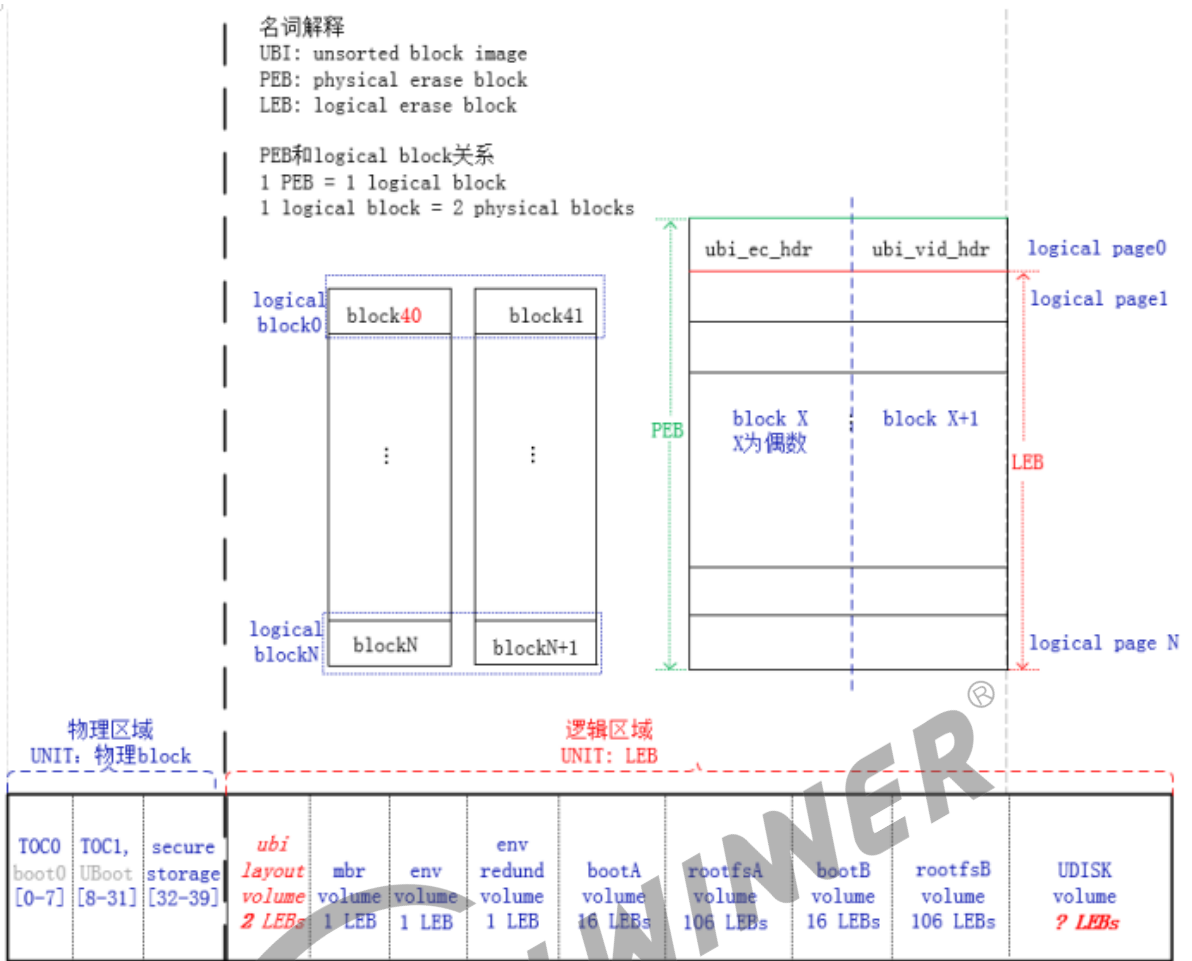 名词解释
UBI: unsorted block image
PEB: physical erase block
LEB: logical erase block
PEB和logical block关系
1 PEB = 1 logical block
1 logical block = 2 physical blocks
logical
block0
block40
block41
⋮
⋮
logical
blockN
blockN
blockN+1
ubi_ec_hdr
ubi_vid_hdr
logical page0
logical page1
PEB
block X
X为偶数
block X+1
LEB
logical page N
物理区域
UNIT: 物理block
逻辑区域
UNIT: LEB
TOC0
boot0
[0-7]
TOC1,
UBoot
[8-31]
secure
storage
[32-39]
ubi
layout
volume
2 LEBs
mbr
volume
1 LEB
env
volume
1 LEB
env
redund
volume
1 LEB
bootA
volume
16 LEBs
rootfsA
volume
106 LEBs
bootB
volume
16 LEBs
rootfsB
volume
106 LEBs
UDISK
volume
? LEBs
WINNER®